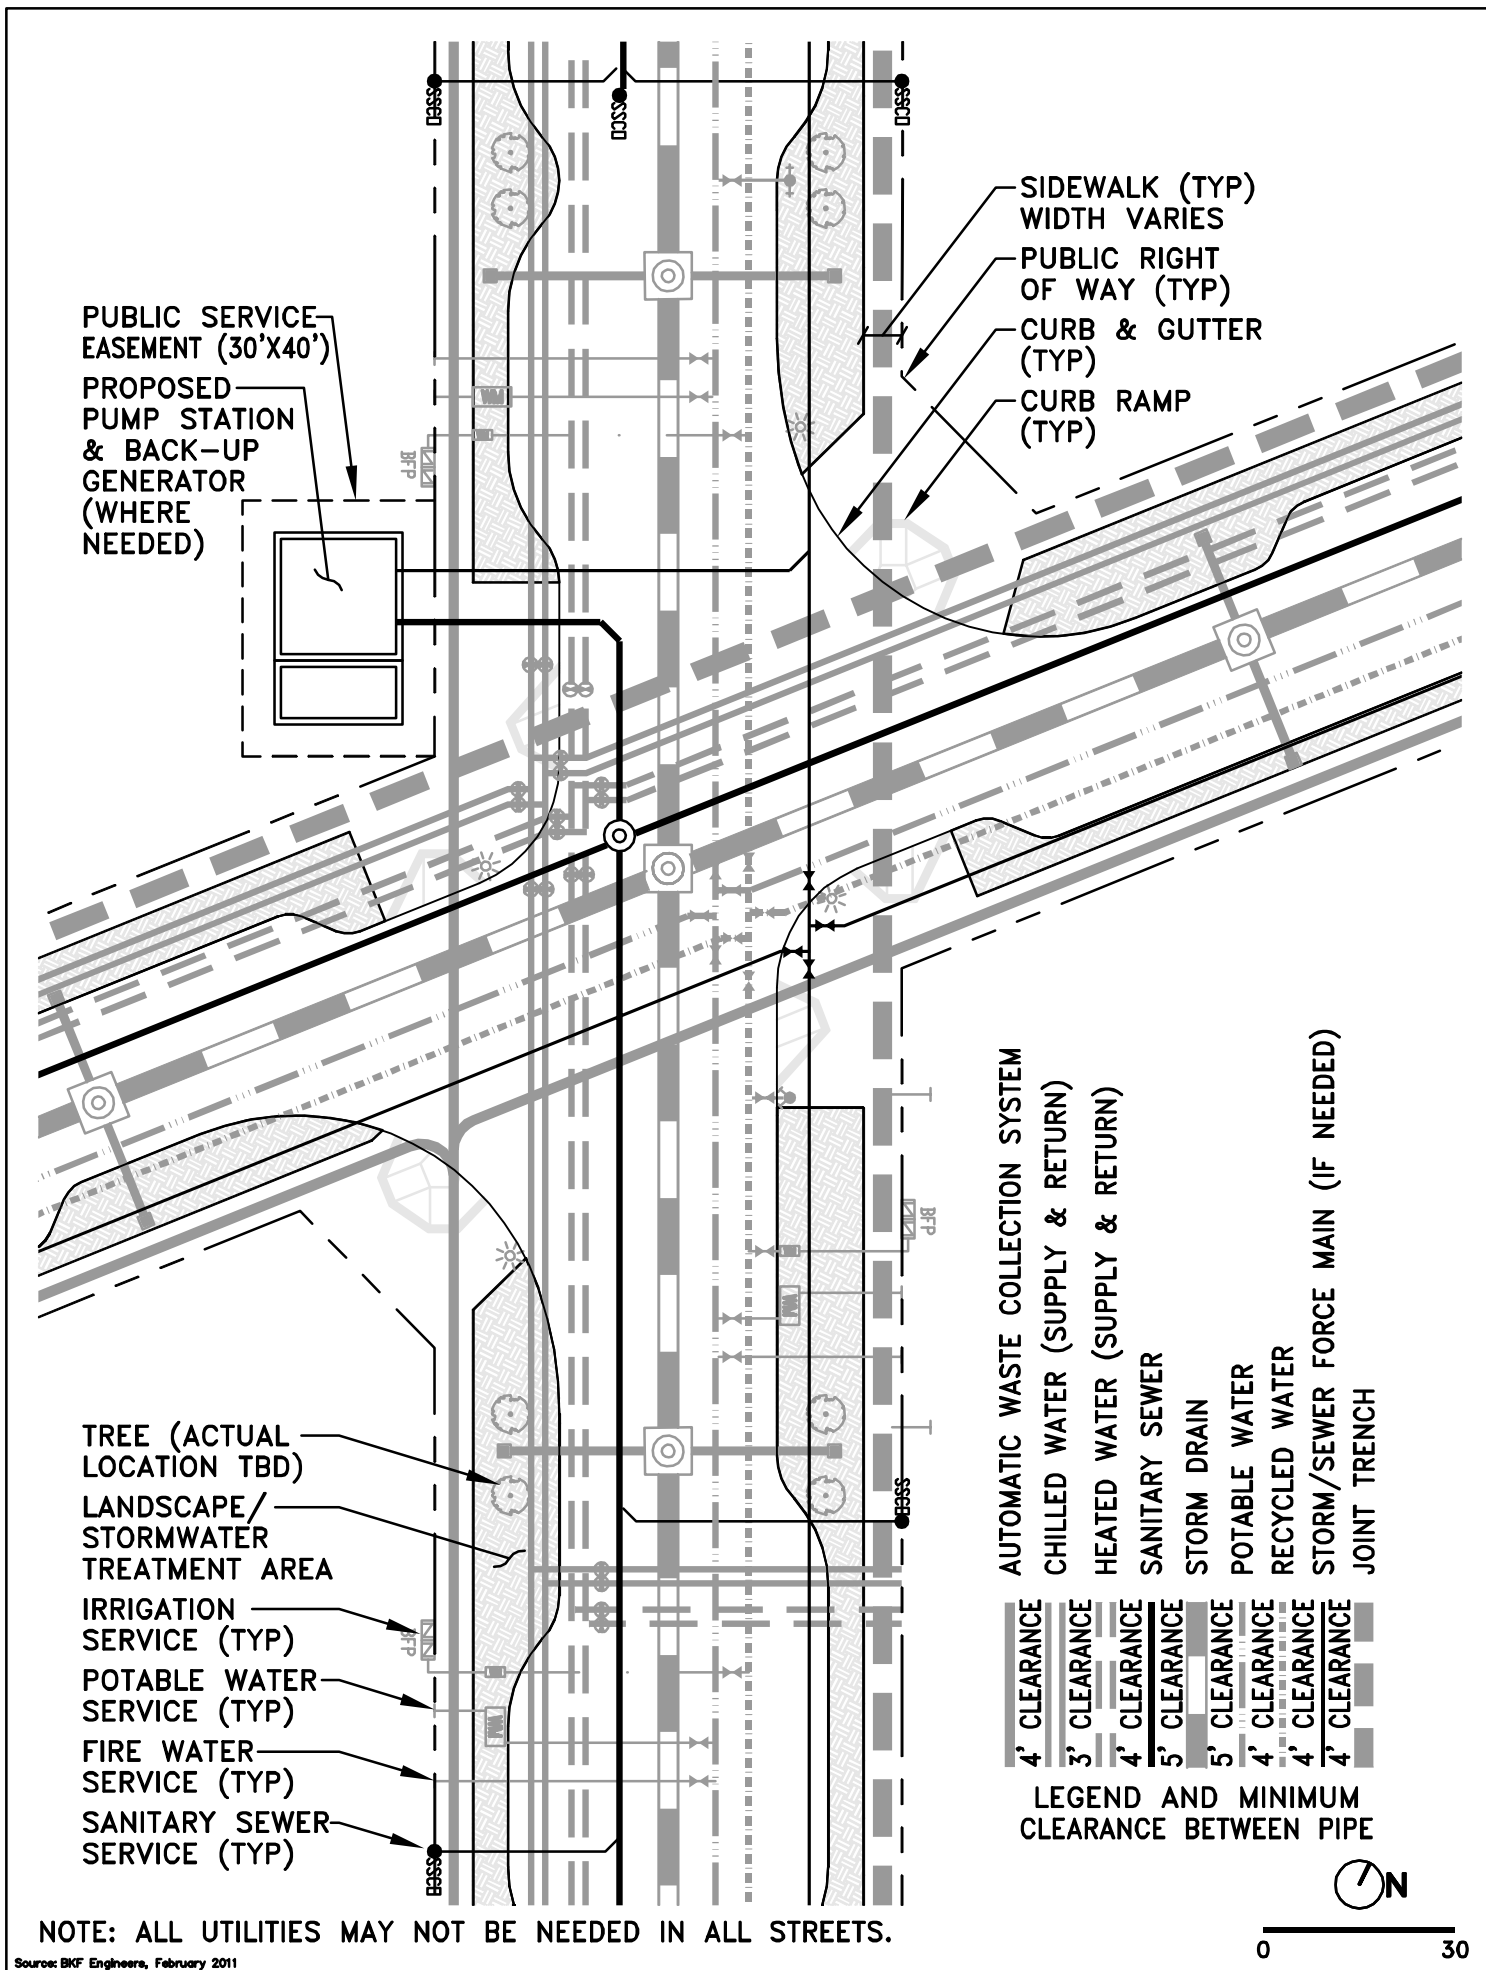 SSCO
SSCO
SSCO
SIDEWALK (TYP)
WIDTH VARIES
PUBLIC RIGHT
OF WAY (TYP)
CURB & GUTTER
(TYP)
CURB RAMP
(TYP)
PUBLIC SERVICE
EASEMENT (30'X40')
PROPOSED
PUMP STATION
& BACK-UP
GENERATOR
(WHERE
NEEDED)
WM
BFP
BFP
WM
SSCO
TREE (ACTUAL
LOCATION TBD)
LANDSCAPE/
STORMWATER
TREATMENT AREA
IRRIGATION
SERVICE (TYP)
POTABLE WATER
SERVICE (TYP)
FIRE WATER
SERVICE (TYP)
SANITARY SEWER
SERVICE (TYP)
BFP
WM
SSCO
AUTOMATIC WASTE COLLECTION SYSTEM
CHILLED WATER (SUPPLY & RETURN)
HEATED WATER (SUPPLY & RETURN)
SANITARY SEWER
STORM DRAIN
POTABLE WATER
RECYCLED WATER
STORM/SEWER FORCE MAIN (IF NEEDED)
JOINT TRENCH
4' CLEARANCE
3' CLEARANCE
4' CLEARANCE
5' CLEARANCE
5' CLEARANCE
4' CLEARANCE
4' CLEARANCE
4' CLEARANCE
LEGEND AND MINIMUM
CLEARANCE BETWEEN PIPE
N
0 30
NOTE: ALL UTILITIES MAY NOT BE NEEDED IN ALL STREETS.
Source: BKF Engineers, February 2011